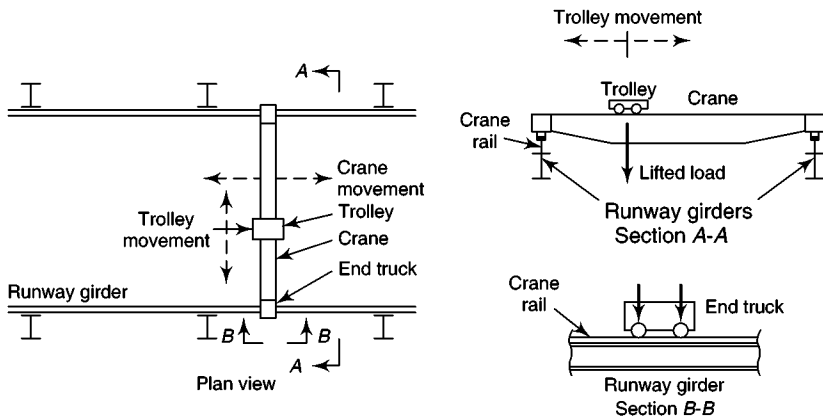 A
Crane
movement
Trolley
movement
Trolley
Crane
End truck
Runway girder
B
B
A
Plan view
Trolley movement
Trolley
Crane
Crane
rail
Lifted load
Runway girders
Section A-A
Crane
rail
End truck
Runway girder
Section B-B